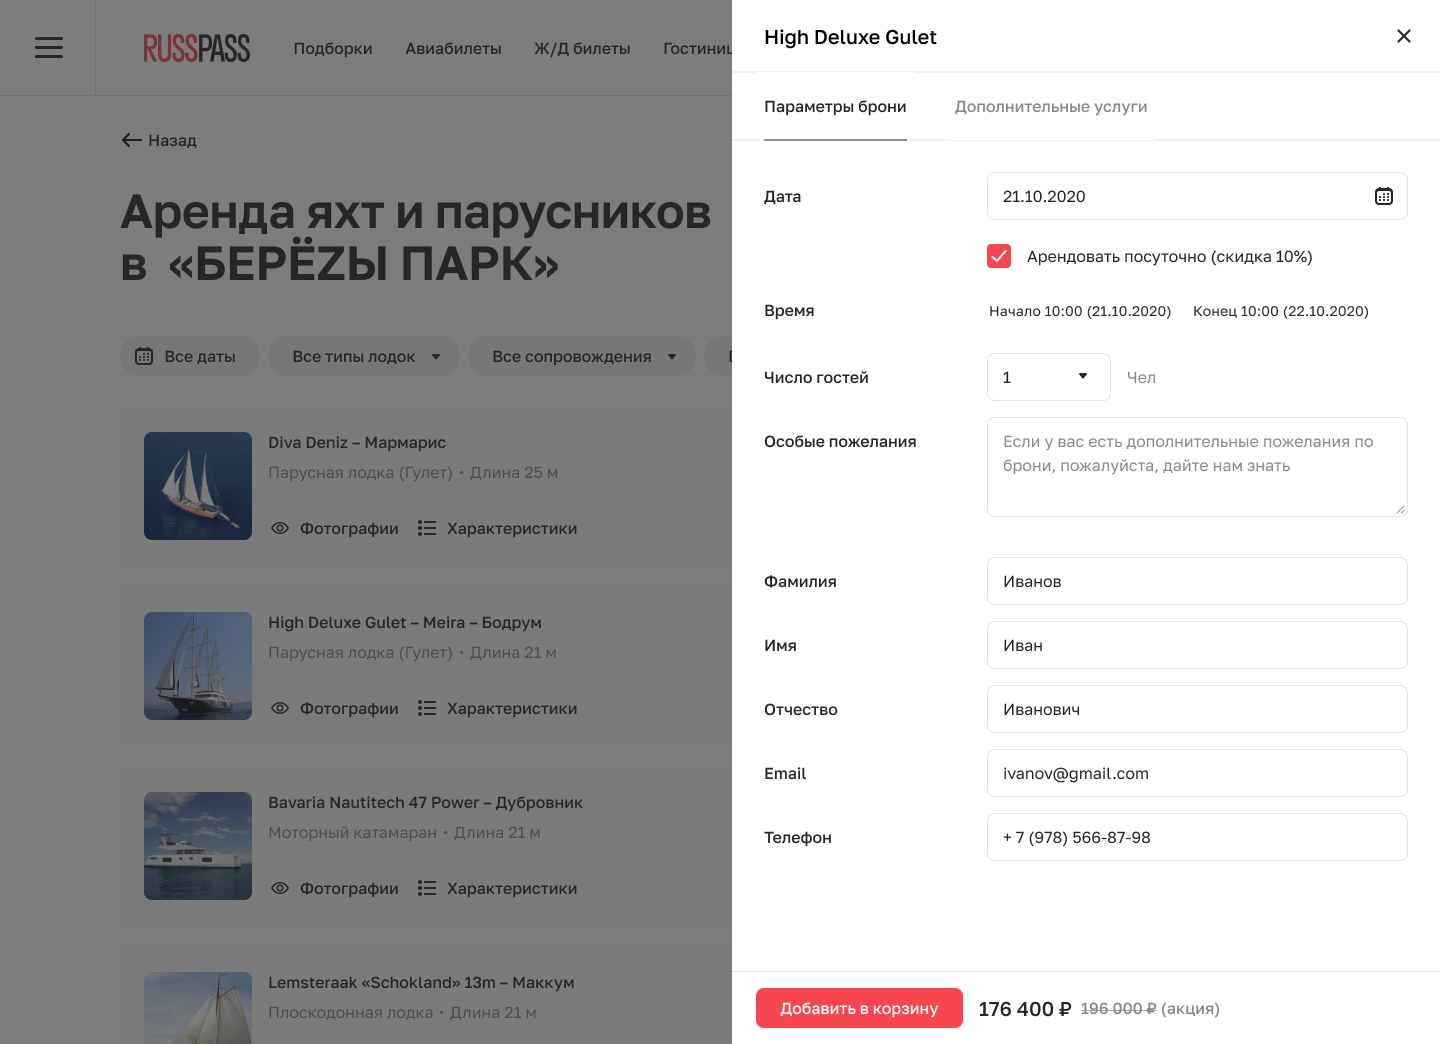 RUSSPASS
Подборки Авиабилеты Ж/Д билеты
Назад
Аренда яхт и парусников
в «БЕРЁZЫ ПАРК»
Все даты Все типы лодок Все сопровождения
Diva Deniz – Мармарис
Парусная лодка (Гулет) • Длина 25 м
Фотографии Характеристики
High Deluxe Gulet – Meira – Бодрум
Парусная лодка (Гулет) • Длина 21 м
Фотографии Характеристики
Bavaria Nautitech 47 Power – Дубровник
Моторный катамаран • Длина 21 м
Фотографии Характеристики
Lemsteraak «Schokland» 13m – Маккум
Плоскодонная лодка • Длина 21 м
High Deluxe Gulet
Параметры брони Дополнительные услуги
Дата 21.10.2020
Арендовать посуточно (скидка 10%)
Время Начало 10:00 (21.10.2020) Конец 10:00 (22.10.2020)
Число гостей 1 Чел
Особые пожелания Если у вас есть дополнительные пожелания по
брони, пожалуйста, дайте нам знать
Фамилия Иванов
Имя Иван
Отчество Иванович
Email ivanov@gmail.com
Телефон + 7 (978) 566-87-98
Добавить в корзину 176 400 ₽ 196 000 ₽ (акция)